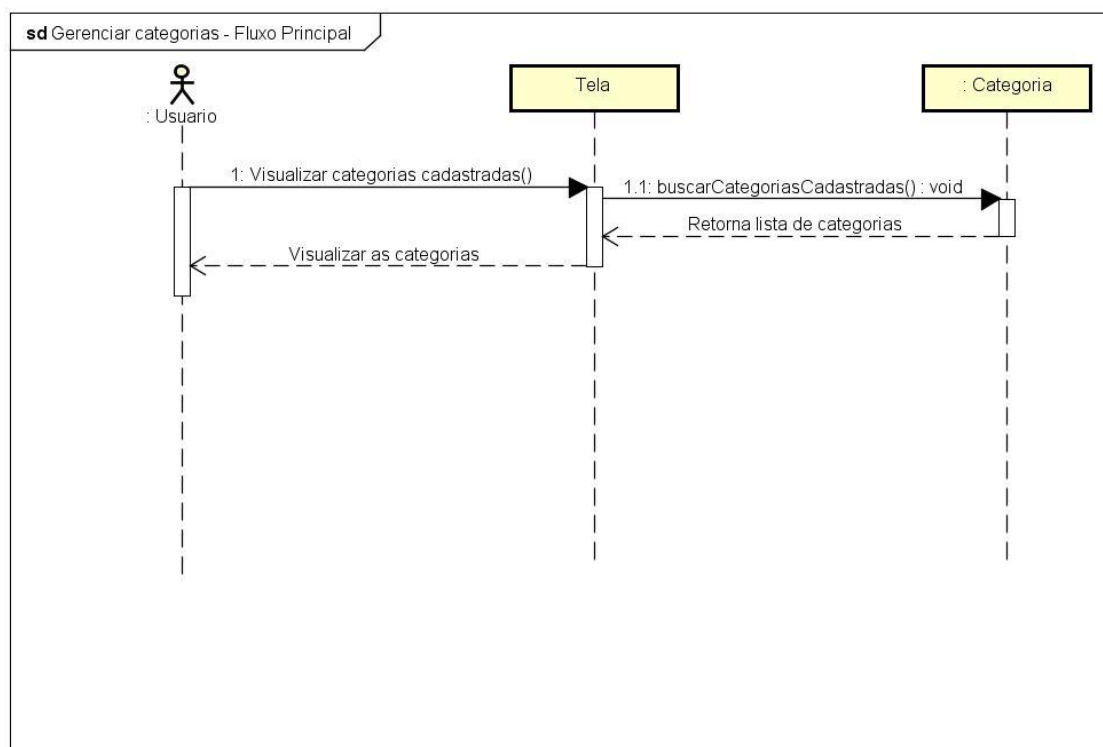 sd Gerenciar categorias - Fluxo Principal
Tela
: Categoria
: Usuario
1: Visualizar categorias cadastradas()
1.1: buscarCategoriasCadastradas() : void
Retorna lista de categorias
Visualizar as categorias